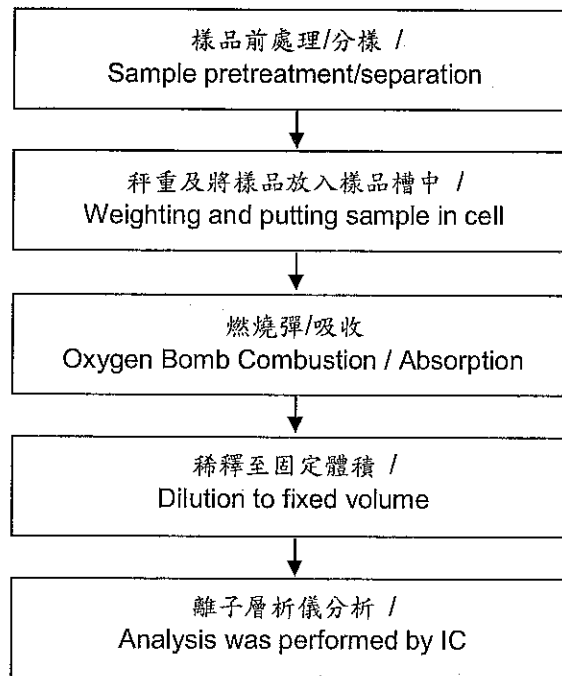 樣品前處理/分樣 /
Sample pretreatment/separation
秤重及將樣品放入樣品槽中 /
Weighting and putting sample in cell
燃燒彈/吸收
Oxygen Bomb Combustion / Absorption
稀釋至固定體積 /
Dilution to fixed volume
離子層析儀分析 /
Analysis was performed by IC